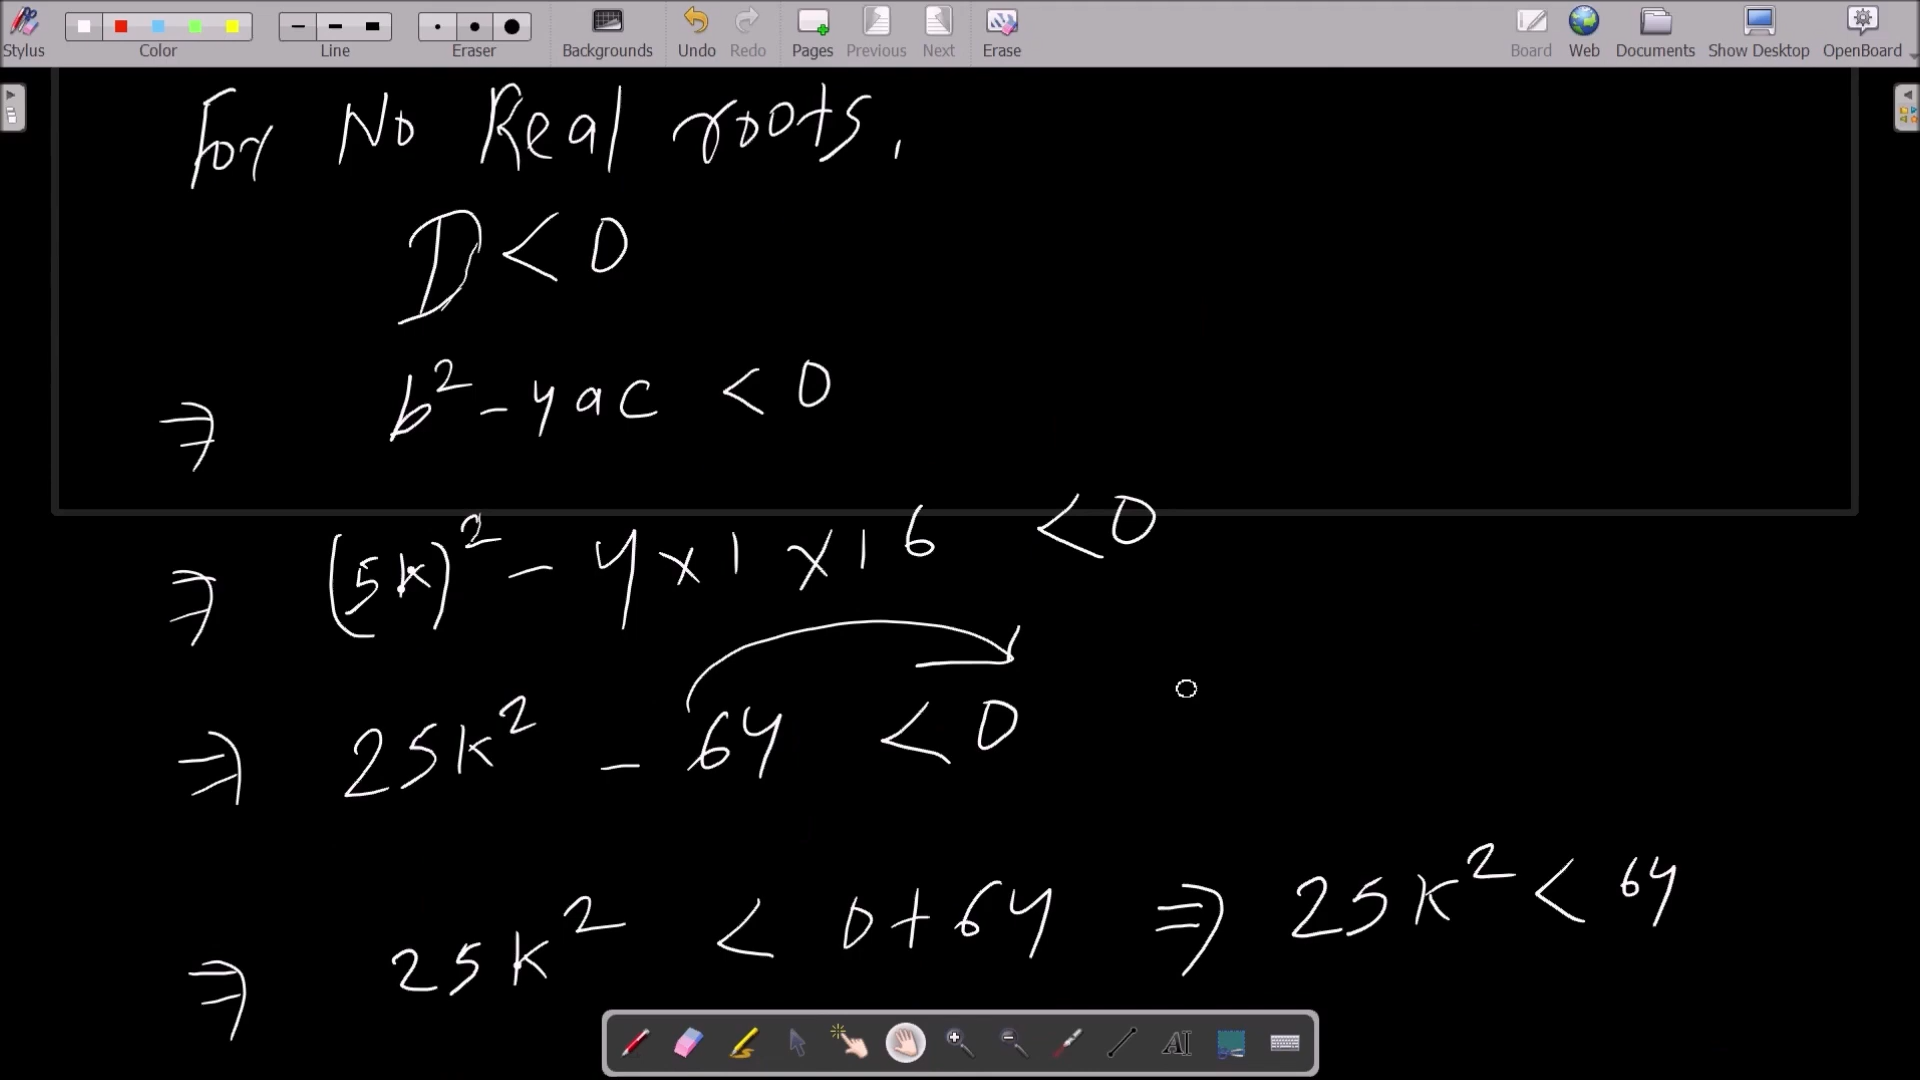 Stylus Color Line Eraser Backgrounds Undo Redo Pages Previous Next Erase Board Web Documents Show Desktop OpenBoard
For No Real roots,
D < 0
⇒ b² - 4ac < 0
⇒ (5k)² - 4 x 1 x 16 < 0
⇒ 25k² - 64 < 0
⇒ 25k² < 0 + 64 ⇒ 25k² < 64